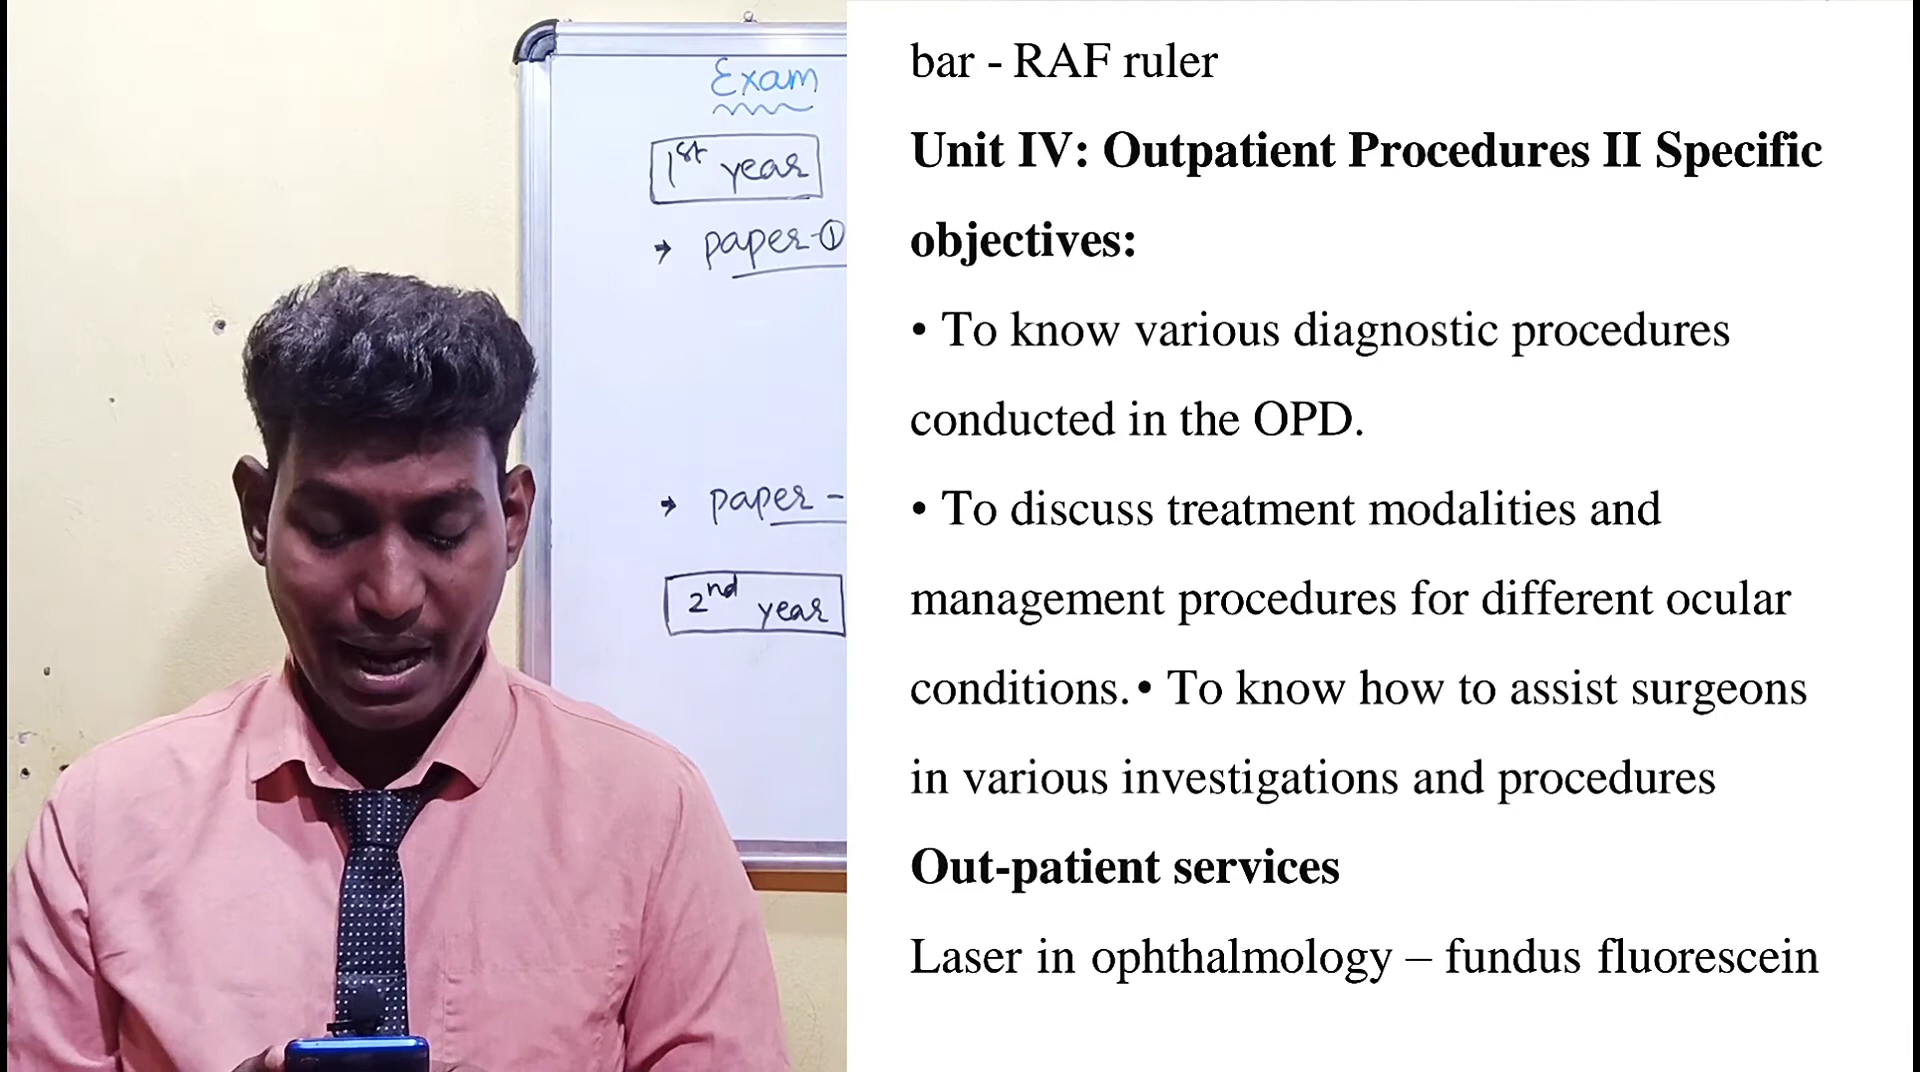 Exam
1st year
→ paper-①
→ paper -
2nd year
bar - RAF ruler
Unit IV: Outpatient Procedures II Specific
objectives:
• To know various diagnostic procedures
conducted in the OPD.
• To discuss treatment modalities and
management procedures for different ocular
conditions.• To know how to assist surgeons
in various investigations and procedures
Out-patient services
Laser in ophthalmology – fundus fluorescein